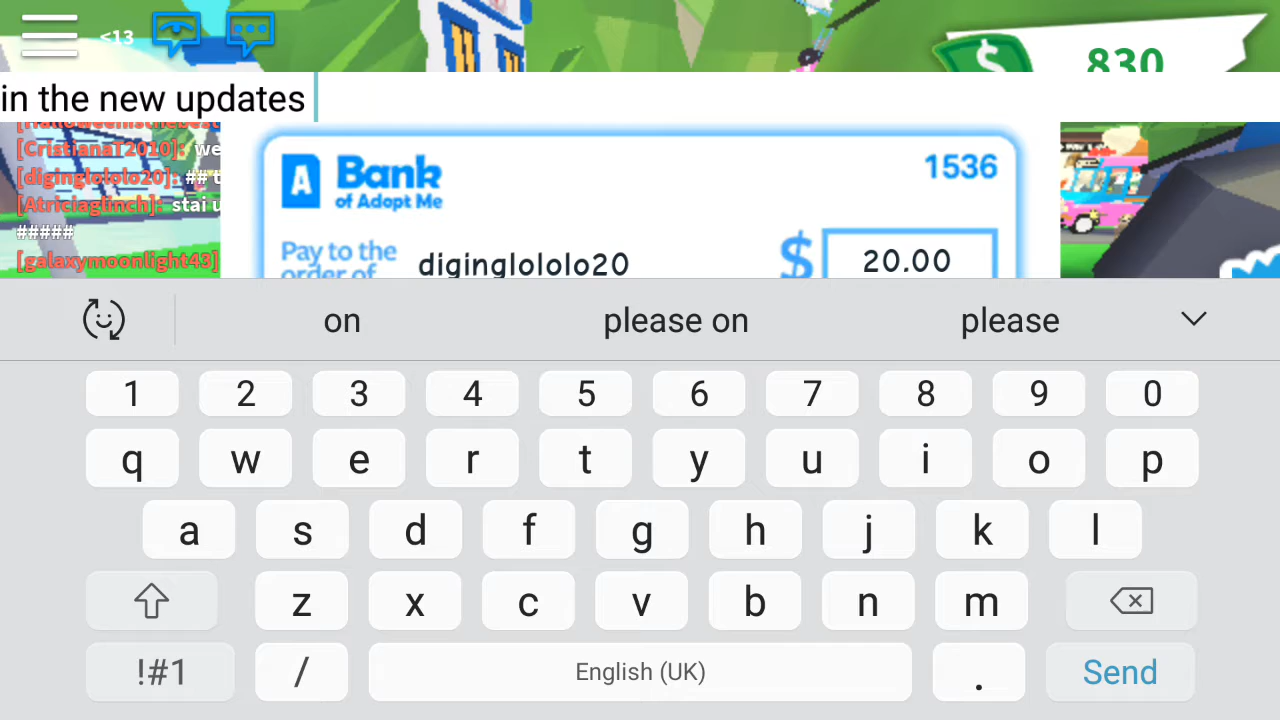 <13
830
in the new updates
[CristianaT2010]: we
[diginglololo20]: ## t
[Atriciaglinch]: stai u
#####
[galaxymoonlight43]
A Bank
of Adopt Me
1536
Pay to the
order of
diginglololo20
$ 20.00
on please on please
1 2 3 4 5 6 7 8 9 0
q w e r t y u i o p
a s d f g h j k l
z x c v b n m
!#1 / English (UK) . Send